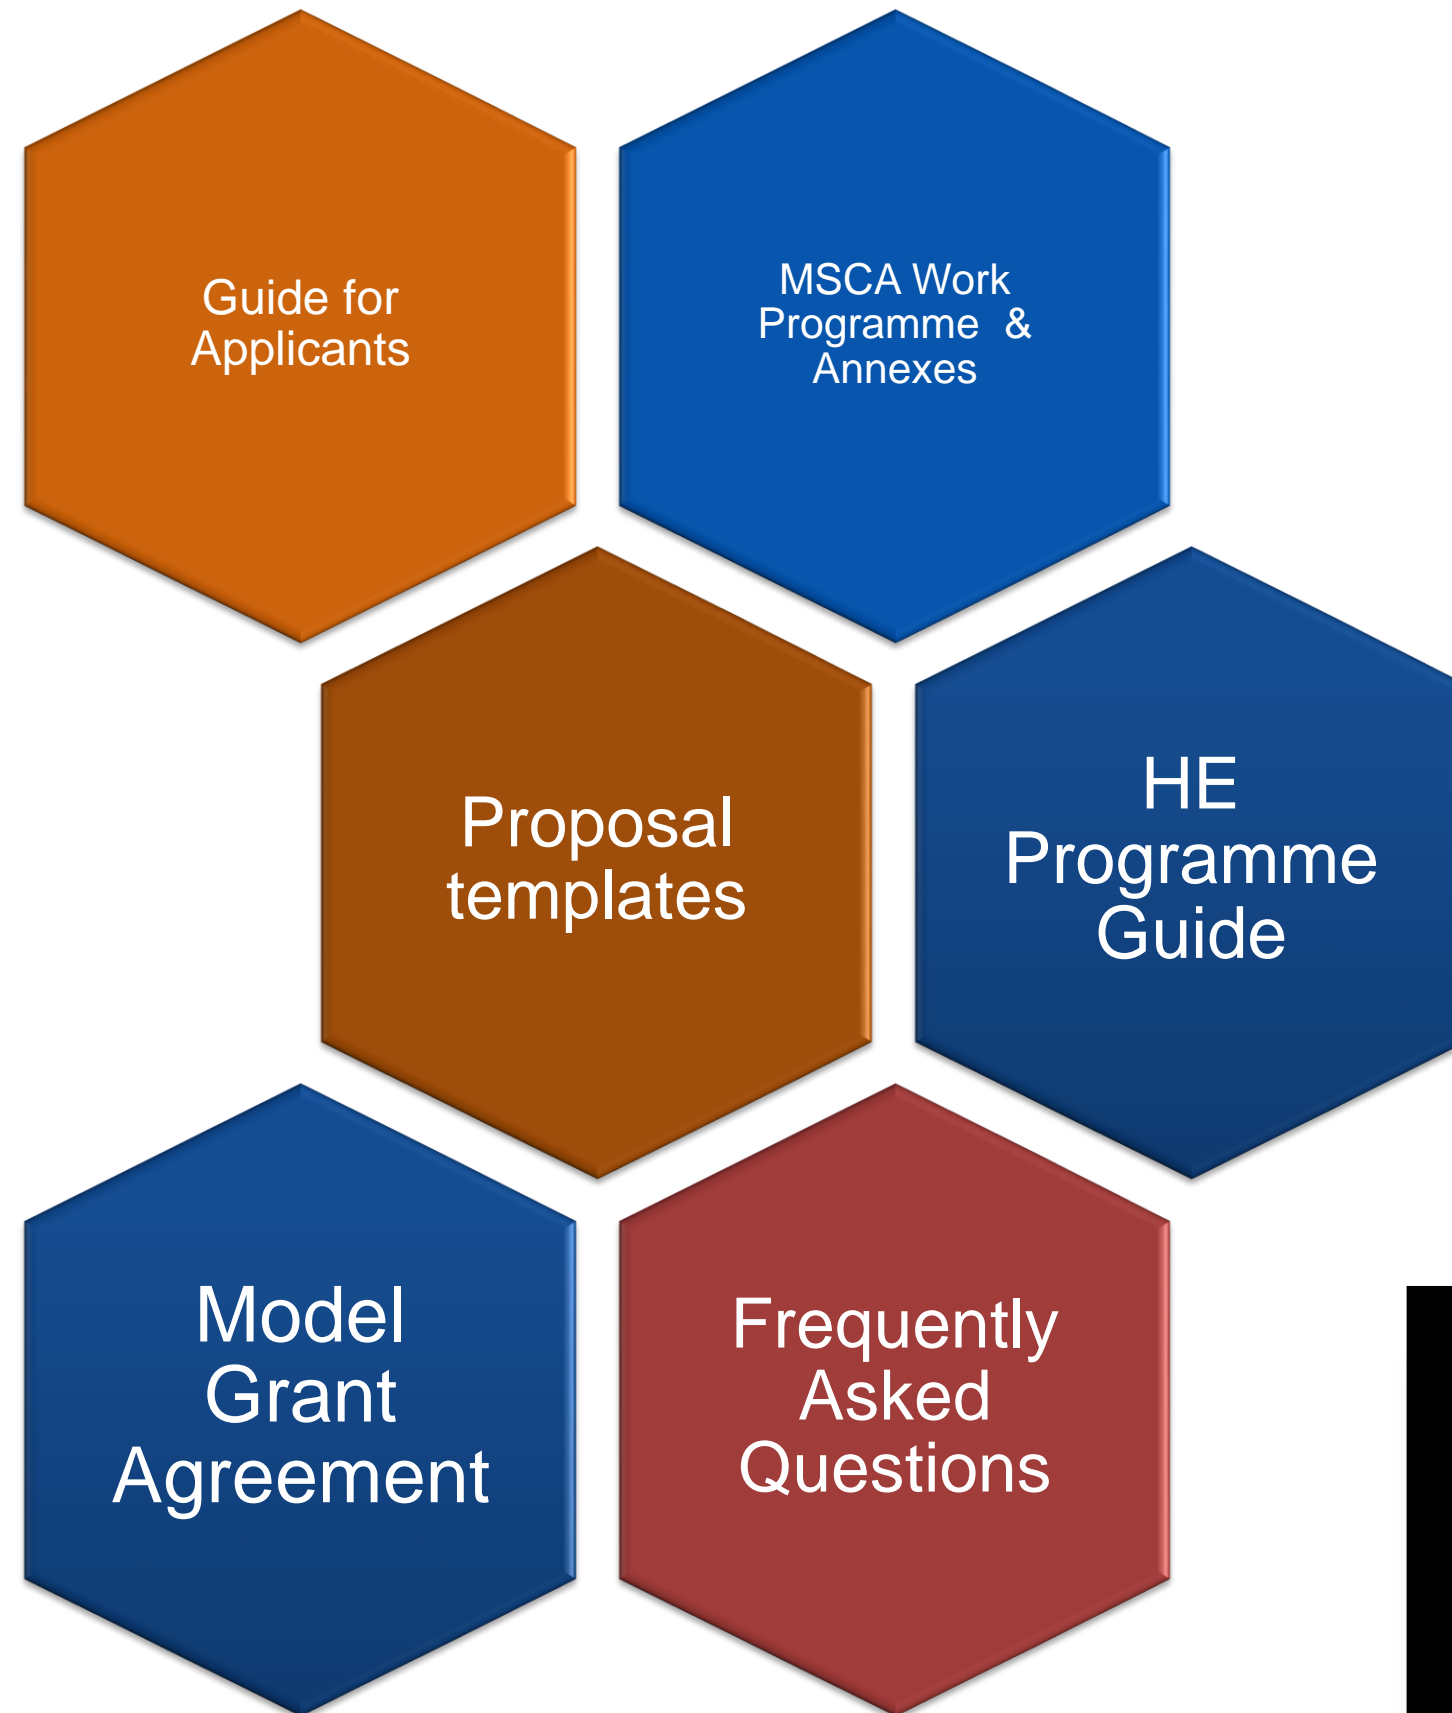 Guide for
Applicants
MSCA Work
Programme  &
Annexes
Proposal
templates
HE
Programme
Guide
Model
Grant
Agreement
Frequently
Asked
Questions